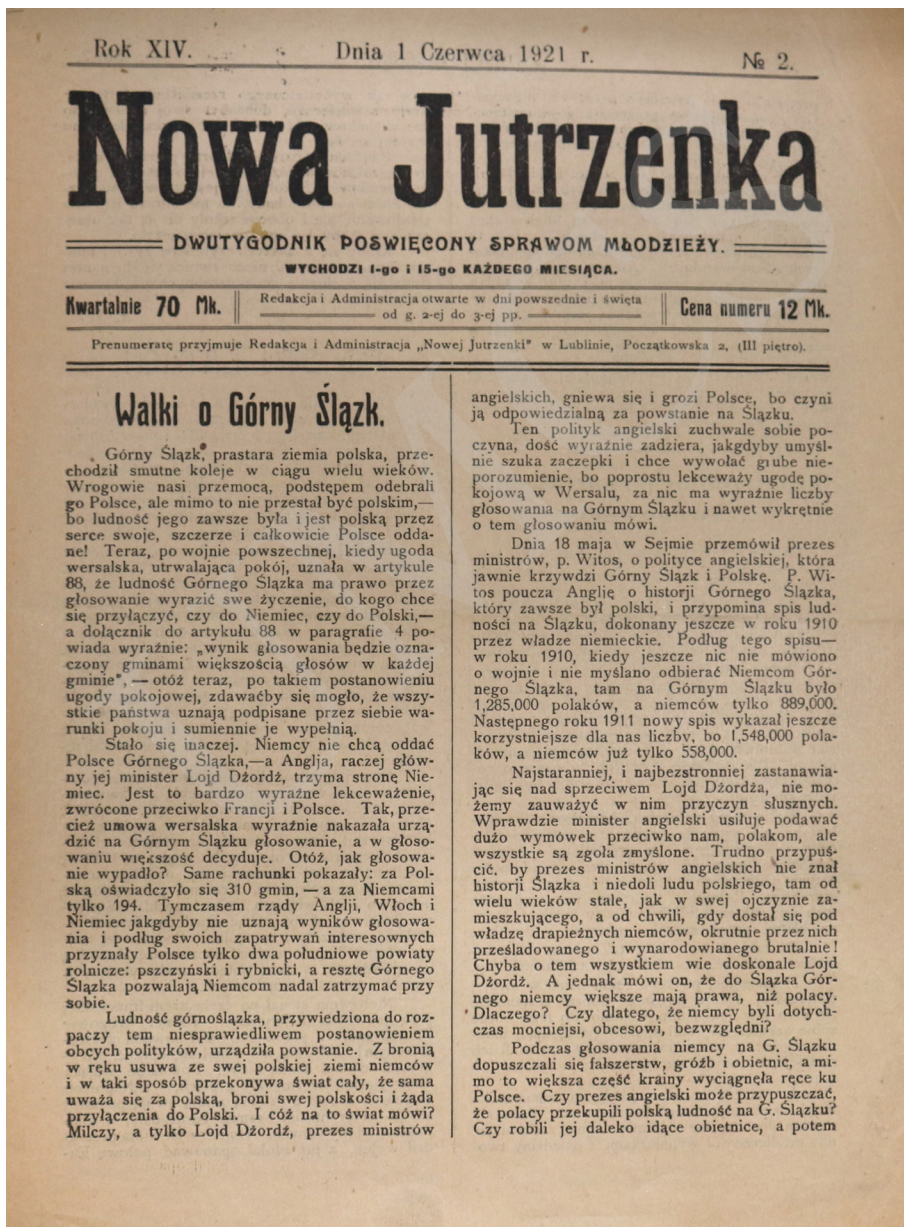 Rok XIV.
Dnia 1 Czerwca 1921 r.
№ 2.
Nowa Jutrzenka
DWUTYGODNIK POSWIĘCONY SPRAWOM MŁODZIEŻY.
WYCHODZI 1-go i 15-go KAŻDEGO MIESIĄCA.
Kwartalnie 70 Mk.
Redakcja i Administracja otwarte w dni powszednie i święta
od g. 2-ej do 3-ej pp.
Cena numeru 12 Mk.
Prenumeratę przyjmuje Redakcja i Administracja „Nowej Jutrzenki" w Lublinie, Początkowska 2, (III piętro).
Walki o Górny Ślązk.
Górny Ślązk, prastara ziemia polska, prze-
chodził smutne koleje w ciągu wielu wieków.
Wrogowie nasi przemocą, podstępem odebrali
go Polsce, ale mimo to nie przestał być polskim,—
bo ludność jego zawsze była i jest polską przez
serce swoje, szczerze i całkowicie Polsce odda-
ne! Teraz, po wojnie powszechnej, kiedy ugoda
wersalska, utrwalająca pokój, uznała w artykule
88, że ludność Górnego Ślązka ma prawo przez
głosowanie wyrazić swe życzenie, do kogo chce
się przyłączyć, czy do Niemiec, czy do Polski,—
a dołącznik do artykułu 88 w paragrafie 4 po-
wiada wyraźnie: „wynik głosowania będzie ozna-
czony gminami większością głosów w każdej
gminie", — otóż teraz, po takiem postanowieniu
ugody pokojowej, zdawaćby się mogło, że wszy-
stkie państwa uznają podpisane przez siebie wa-
runki pokoju i sumiennie je wypełnią.
Stało się inaczej. Niemcy nie chcą oddać
Polsce Górnego Ślązka,—a Anglja, raczej głów-
ny jej minister Lojd Dżordż, trzyma stronę Nie-
miec. Jest to bardzo wyraźne lekceważenie,
zwrócone przeciwko Francji i Polsce. Tak, prze-
cież umowa wersalska wyraźnie nakazała urzą-
dzić na Górnym Ślązku głosowanie, a w głoso-
waniu większość decyduje. Otóż, jak głosowa-
nie wypadło? Same rachunki pokazały: za Pol-
ską oświadczyło się 310 gmin, — a za Niemcami
tylko 194. Tymczasem rządy Anglji, Włoch i
Niemiec jakgdyby nie uznają wyników głosowa-
nia i podług swoich zapatrywań interesownych
przyznały Polsce tylko dwa południowe powiaty
rolnicze: pszczyński i rybnicki, a resztę Górnego
Ślązka pozwalają Niemcom nadal zatrzymać przy
sobie.
Ludność górnoślązka, przywiedziona do roz-
paczy tem niesprawiedliwem postanowieniem
obcych polityków, urządziła powstanie. Z bronią
w ręku usuwa ze swej polskiej ziemi niemców
i w taki sposób przekonywa świat cały, że sama
uważa się za polską, broni swej polskości i żąda
przyłączenia do Polski. I cóż na to świat mówi?
Milczy, a tylko Lojd Dżordż, prezes ministrów
angielskich, gniewa się i grozi Polsce, bo czyni
ją odpowiedzialną za powstanie na Ślązku.
Ten polityk angielski zuchwale sobie po-
czyna, dość wyraźnie zadziera, jakgdyby umyśl-
nie szuka zaczepki i chce wywołać grube nie-
porozumienie, bo poprostu lekceważy ugodę po-
kojową w Wersalu, za nic ma wyraźnie liczby
głosowania na Górnym Ślązku i nawet wykrętnie
o tem głosowaniu mówi.
Dnia 18 maja w Sejmie przemówił prezes
ministrów, p. Witos, o polityce angielskiej, która
jawnie krzywdzi Górny Ślązk i Polskę. P. Wi-
tos poucza Anglję o historji Górnego Ślązka,
który zawsze był polski, i przypomina spis lud-
ności na Ślązku, dokonany jeszcze w roku 1910
przez władze niemieckie. Podług tego spisu—
w roku 1910, kiedy jeszcze nic nie mówiono
o wojnie i nie myślano odbierać Niemcom Gór-
nego Ślązka, tam na Górnym Ślązku było
1,285,000 polaków, a niemców tylko 889,000.
Następnego roku 1911 nowy spis wykazał jeszcze
korzystniejsze dla nas liczby, bo 1,548,000 pola-
ków, a niemców już tylko 558,000.
Najstaranniej, i najbezstronniej zastanawia-
jąc się nad sprzeciwem Lojd Dżordża, nie mo-
żemy zauważyć w nim przyczyn słusznych.
Wprawdzie minister angielski usiłuje podawać
dużo wymówek przeciwko nam, polakom, ale
wszystkie są zgoła zmyślone. Trudno przypuś-
cić, by prezes ministrów angielskich nie znał
historji Ślązka i niedoli ludu polskiego, tam od
wielu wieków stale, jak w swej ojczyznie za-
mieszkującego, a od chwili, gdy dostał się pod
władzę drapieżnych niemców, okrutnie przez nich
prześladowanego i wynarodowianego brutalnie!
Chyba o tem wszystkiem wie doskonale Lojd
Dżordż. A jednak mówi on, że do Ślązka Gór-
nego niemcy większe mają prawa, niż polacy.
Dlaczego? Czy dlatego, że niemcy byli dotych-
czas mocniejsi, obcesowi, bezwzględni?
Podczas głosowania niemcy na G. Ślązku
dopuszczali się fałszerstw, gróźb i obietnic, a mi-
mo to większa część krainy wyciągnęła ręce ku
Polsce. Czy prezes angielski może przypuszczać,
że polacy przekupili polską ludność na G. Ślązku?
Czy robili jej daleko idące obietnice, a potem